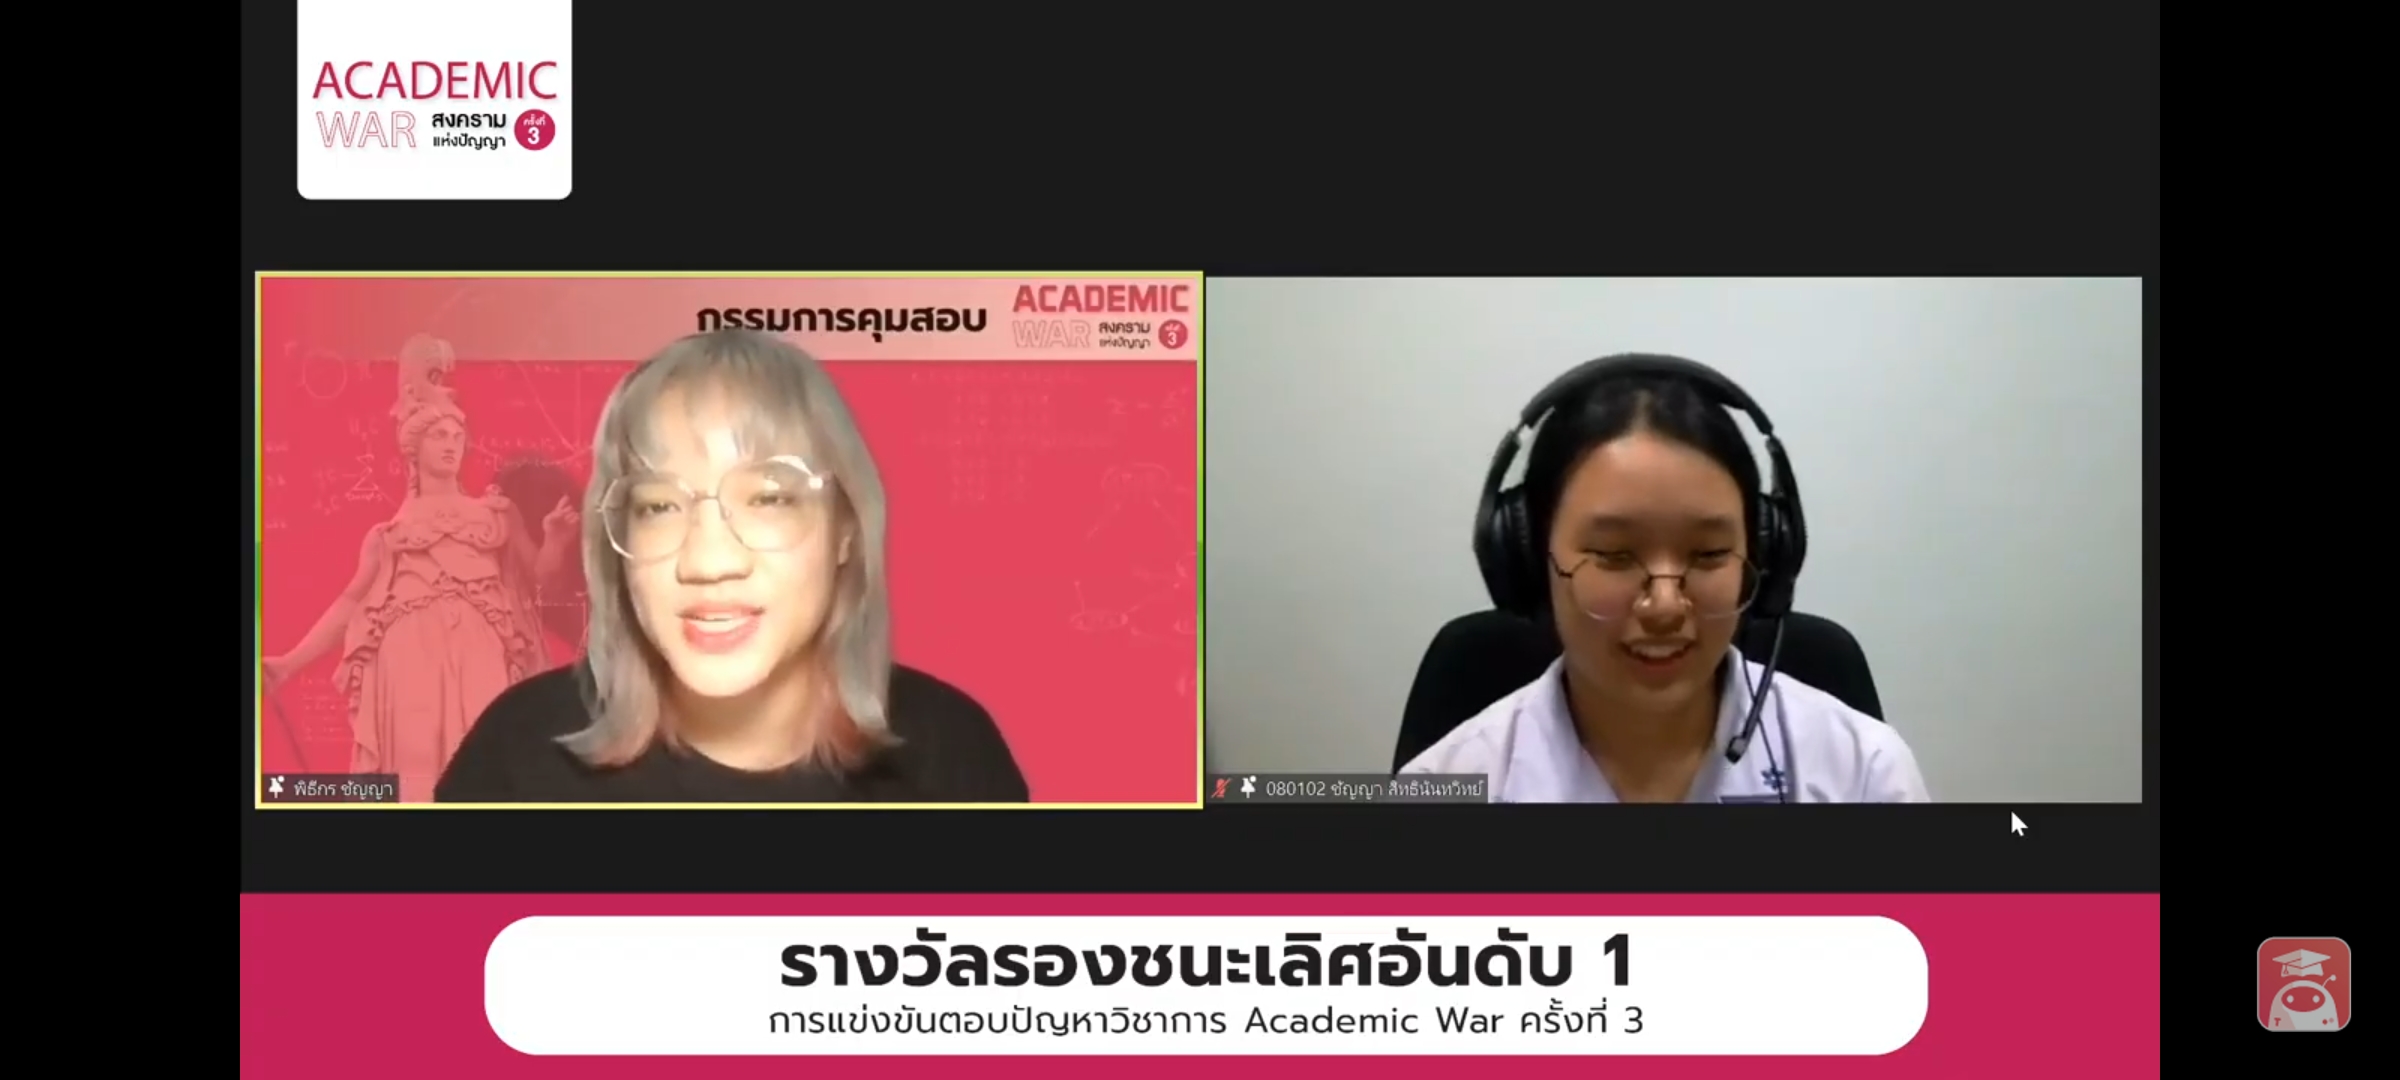 ACADEMIC
WAR สงคราม ครั้งที่
แห่งปัญญา 3
กรรมการคุมสอบ
ACADEMIC
WAR สงคราม
แห่งปัญญา 3
พิธีกร ชัญญา
080102 ชัญญา สิทธินันทวิทย์
รางวัลรองชนะเลิศอันดับ 1
การแข่งขันตอบปัญหาวิชาการ Academic War ครั้งที่ 3